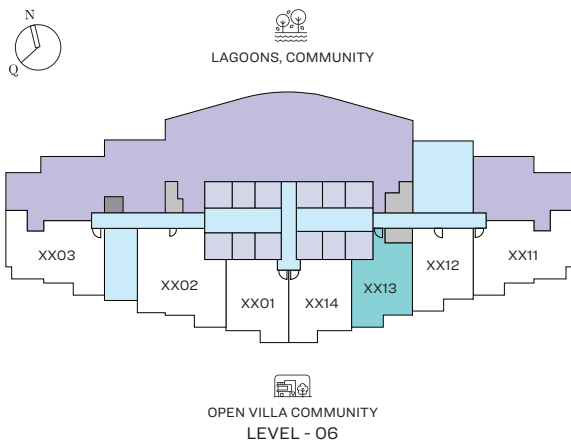 N
Q
LAGOONS, COMMUNITY
XX03
XX02
XX01
XX14
XX13
XX12
XX11
OPEN VILLA COMMUNITY
LEVEL - 06